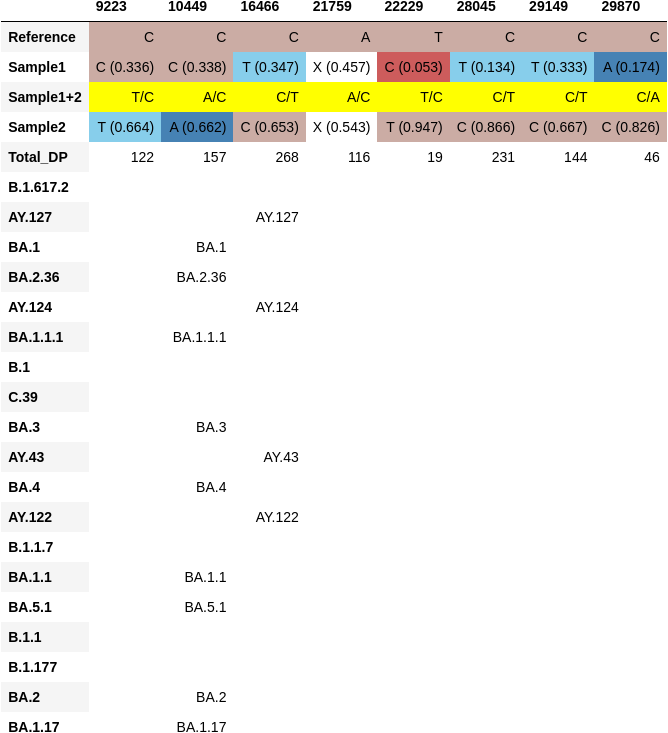 9223 10449 16466 21759 22229 28045 29149 29870
Reference C C C A T C C C
Sample1 C (0.336) C (0.338) T (0.347) X (0.457) C (0.053) T (0.134) T (0.333) A (0.174)
Sample1+2 T/C A/C C/T A/C T/C C/T C/T C/A
Sample2 T (0.664) A (0.662) C (0.653) X (0.543) T (0.947) C (0.866) C (0.667) C (0.826)
Total_DP 122 157 268 116 19 231 144 46
B.1.617.2
AY.127 AY.127
BA.1 BA.1
BA.2.36 BA.2.36
AY.124 AY.124
BA.1.1.1 BA.1.1.1
B.1
C.39
BA.3 BA.3
AY.43 AY.43
BA.4 BA.4
AY.122 AY.122
B.1.1.7
BA.1.1 BA.1.1
BA.5.1 BA.5.1
B.1.1
B.1.177
BA.2 BA.2
BA.1.17 BA.1.17